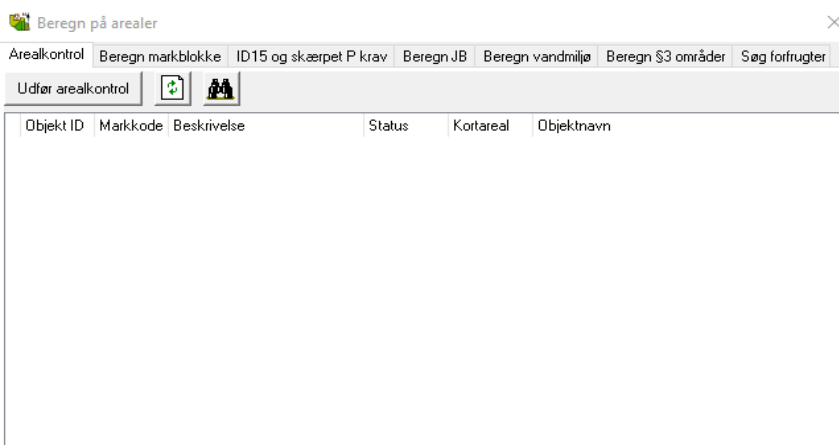 Beregn på arealer
Arealkontrol Beregn markblokke ID15 og skærpet P krav Beregn JB Beregn vandmiljø Beregn §3 områder Søg forfrugter
Udfør arealkontrol
Objekt ID Markkode Beskrivelse Status Kortareal Objektnavn